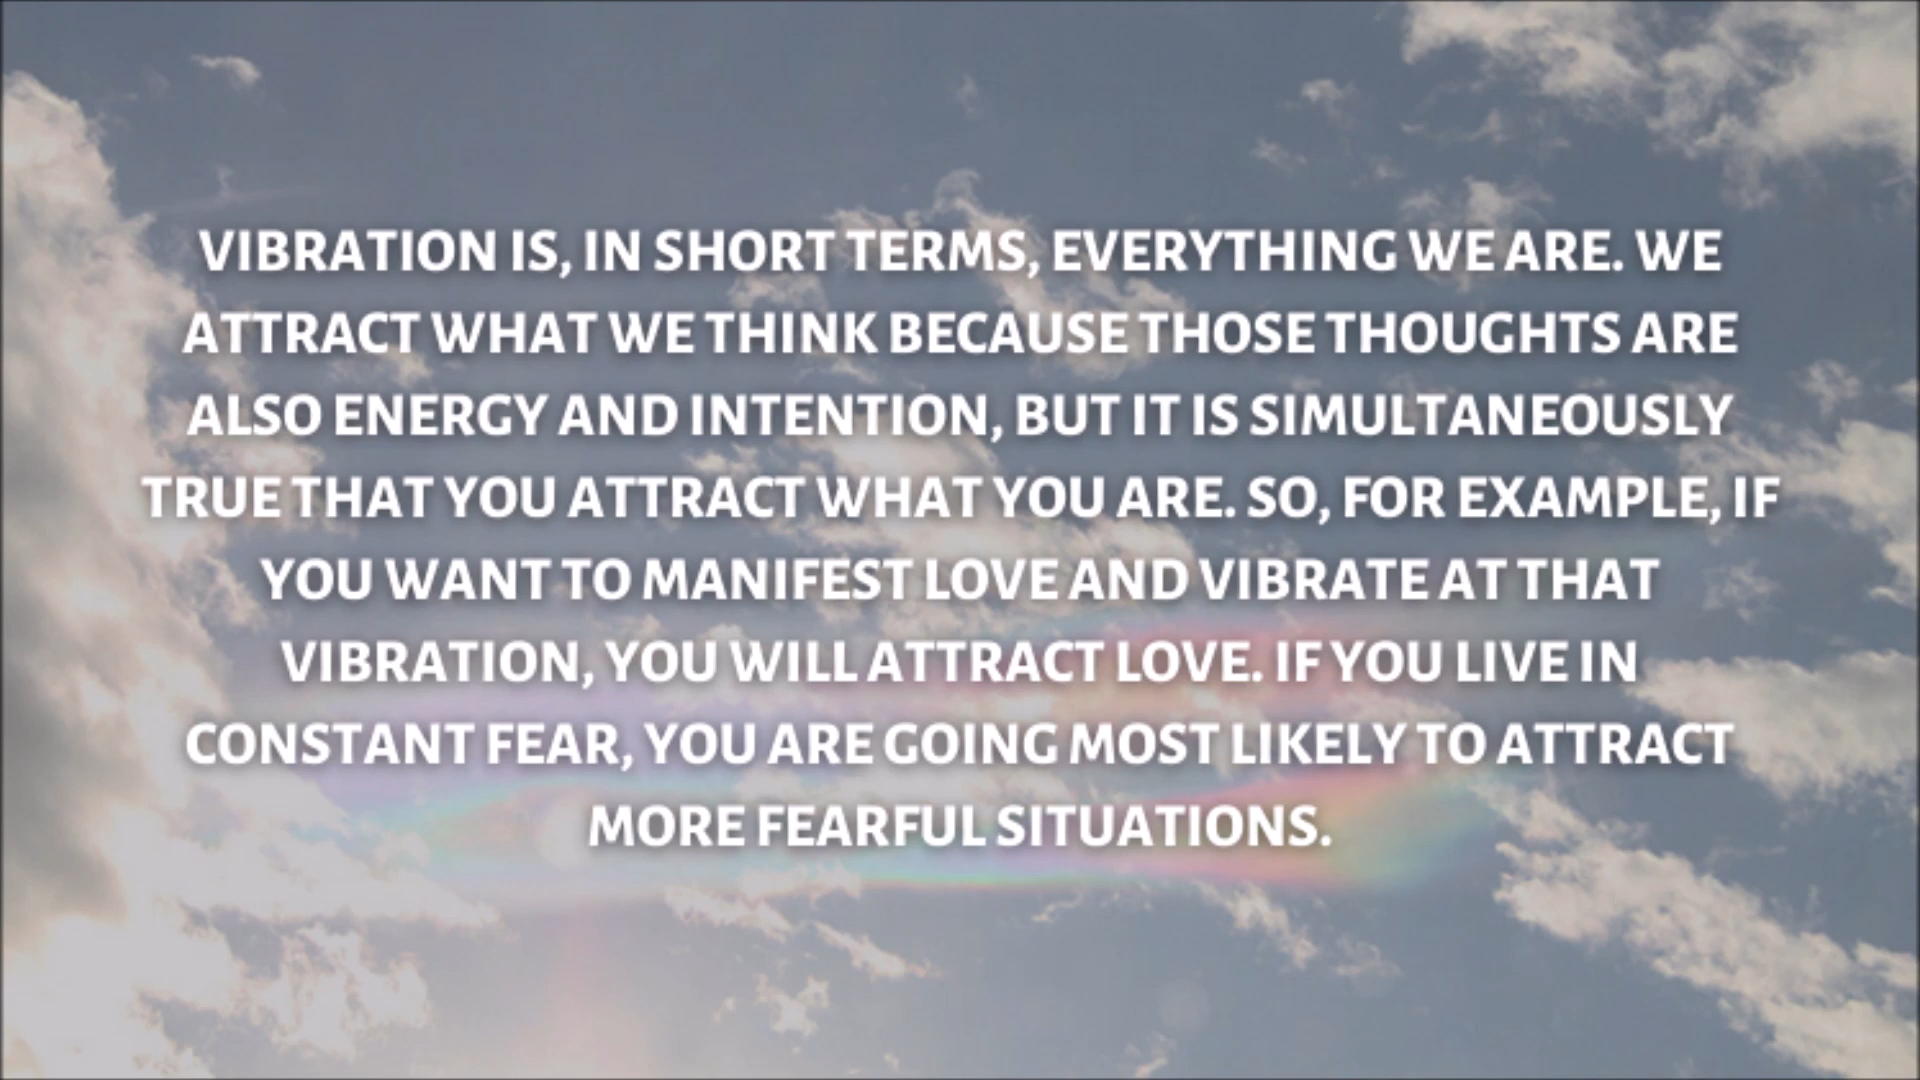 VIBRATION IS, IN SHORT TERMS, EVERYTHING WE ARE. WE
ATTRACT WHAT WE THINK BECAUSE THOSE THOUGHTS ARE
ALSO ENERGY AND INTENTION, BUT IT IS SIMULTANEOUSLY
TRUE THAT YOU ATTRACT WHAT YOU ARE. SO, FOR EXAMPLE, IF
YOU WANT TO MANIFEST LOVE AND VIBRATE AT THAT
VIBRATION, YOU WILL ATTRACT LOVE. IF YOU LIVE IN
CONSTANT FEAR, YOU ARE GOING MOST LIKELY TO ATTRACT
MORE FEARFUL SITUATIONS.